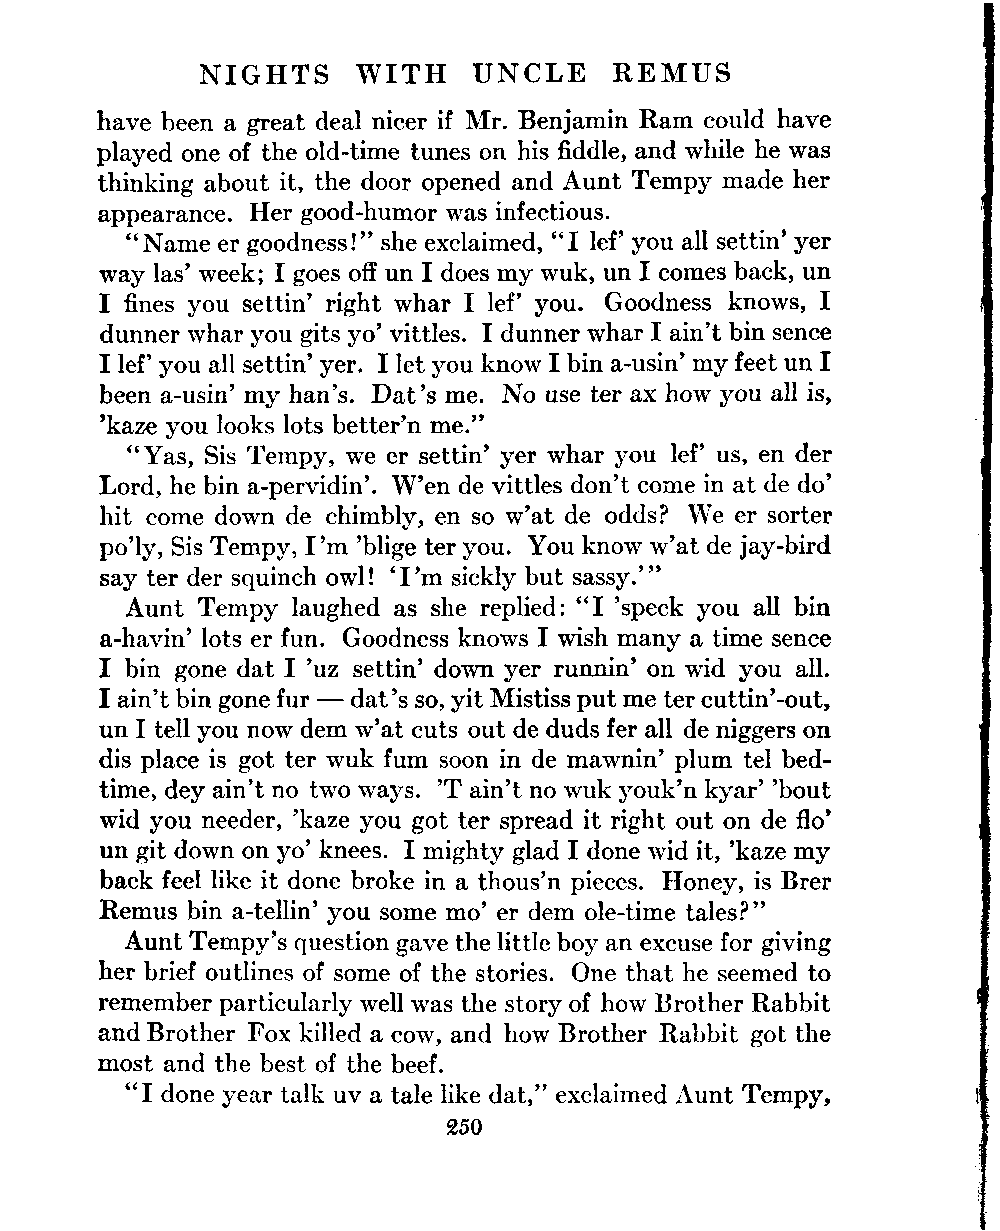 NIGHTS WITH UNCLE REMUS
have been a great deal nicer if Mr. Benjamin Ram could have
played one of the old-time tunes on his fiddle, and while he was
thinking about it, the door opened and Aunt Tempy made her
appearance. Her good-humor was infectious.
"Name er goodness!" she exclaimed, "I lef' you all settin' yer
way las' week; I goes off un I does my wuk, un I comes back, un
I fines you settin' right whar I lef' you. Goodness knows, I
dunner whar you gits yo' vittles. I dunner whar I ain't bin sence
I lef' you all settin' yer. I let you know I bin a-usin' my feet un I
been a-usin' my han's. Dat's me. No use ter ax how you all is,
'kaze you looks lots better'n me."
"Yas, Sis Tempy, we er settin' yer whar you lef' us, en der
Lord, he bin a-pervidin'. W'en de vittles don't come in at de do'
hit come down de chimbly, en so w'at de odds? We er sorter
po'ly, Sis Tempy, I'm 'blige ter you. You know w'at de jay-bird
say ter der squinch owl! 'I'm sickly but sassy.'"
Aunt Tempy laughed as she replied: "I 'speck you all bin
a-havin' lots er fun. Goodness knows I wish many a time sence
I bin gone dat I 'uz settin' down yer runnin' on wid you all.
I ain't bin gone fur — dat's so, yit Mistiss put me ter cuttin'-out,
un I tell you now dem w'at cuts out de duds fer all de niggers on
dis place is got ter wuk fum soon in de mawnin' plum tel bed-
time, dey ain't no two ways. 'T ain't no wuk youk'n kyar' 'bout
wid you needer, 'kaze you got ter spread it right out on de flo'
un git down on yo' knees. I mighty glad I done wid it, 'kaze my
back feel like it done broke in a thous'n pieces. Honey, is Brer
Remus bin a-tellin' you some mo' er dem ole-time tales?"
Aunt Tempy's question gave the little boy an excuse for giving
her brief outlines of some of the stories. One that he seemed to
remember particularly well was the story of how Brother Rabbit
and Brother Fox killed a cow, and how Brother Rabbit got the
most and the best of the beef.
"I done year talk uv a tale like dat," exclaimed Aunt Tempy,
250